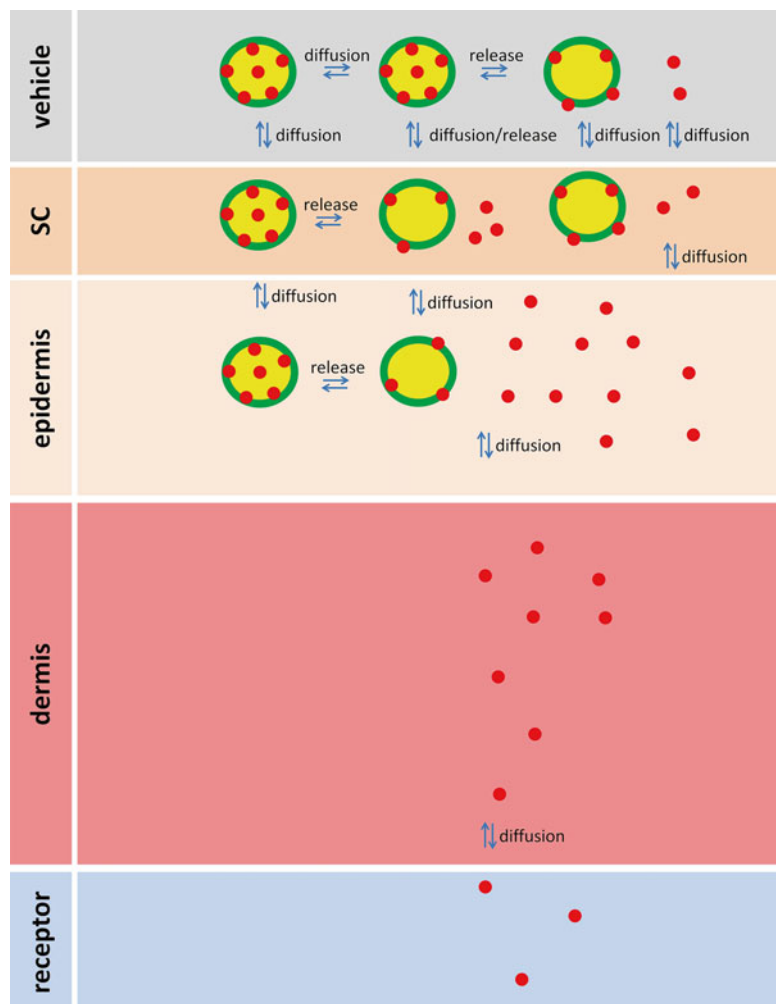 vehicle
diffusion
release
diffusion
diffusion/release
diffusion
diffusion
SC
release
diffusion
epidermis
diffusion
diffusion
release
diffusion
dermis
diffusion
receptor